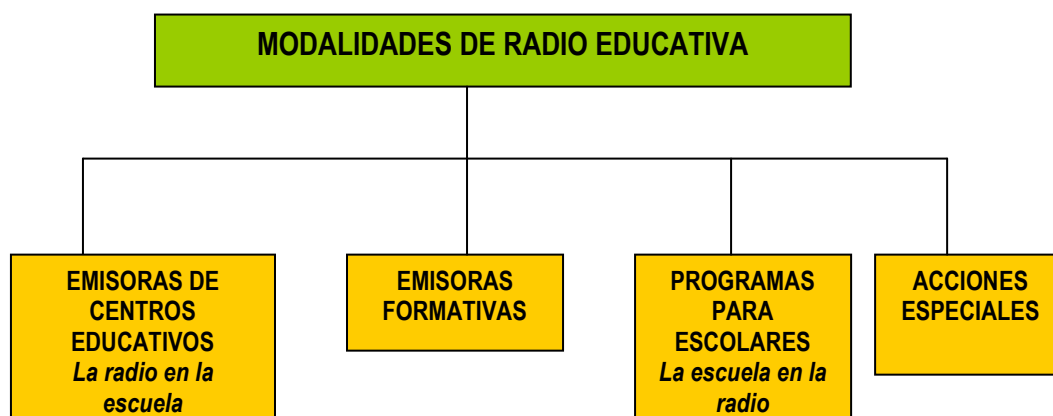 MODALIDADES DE RADIO EDUCATIVA
EMISORAS DE
CENTROS
EDUCATIVOS
La radio en la
escuela
EMISORAS
FORMATIVAS
PROGRAMAS
PARA
ESCOLARES
La escuela en la
radio
ACCIONES
ESPECIALES